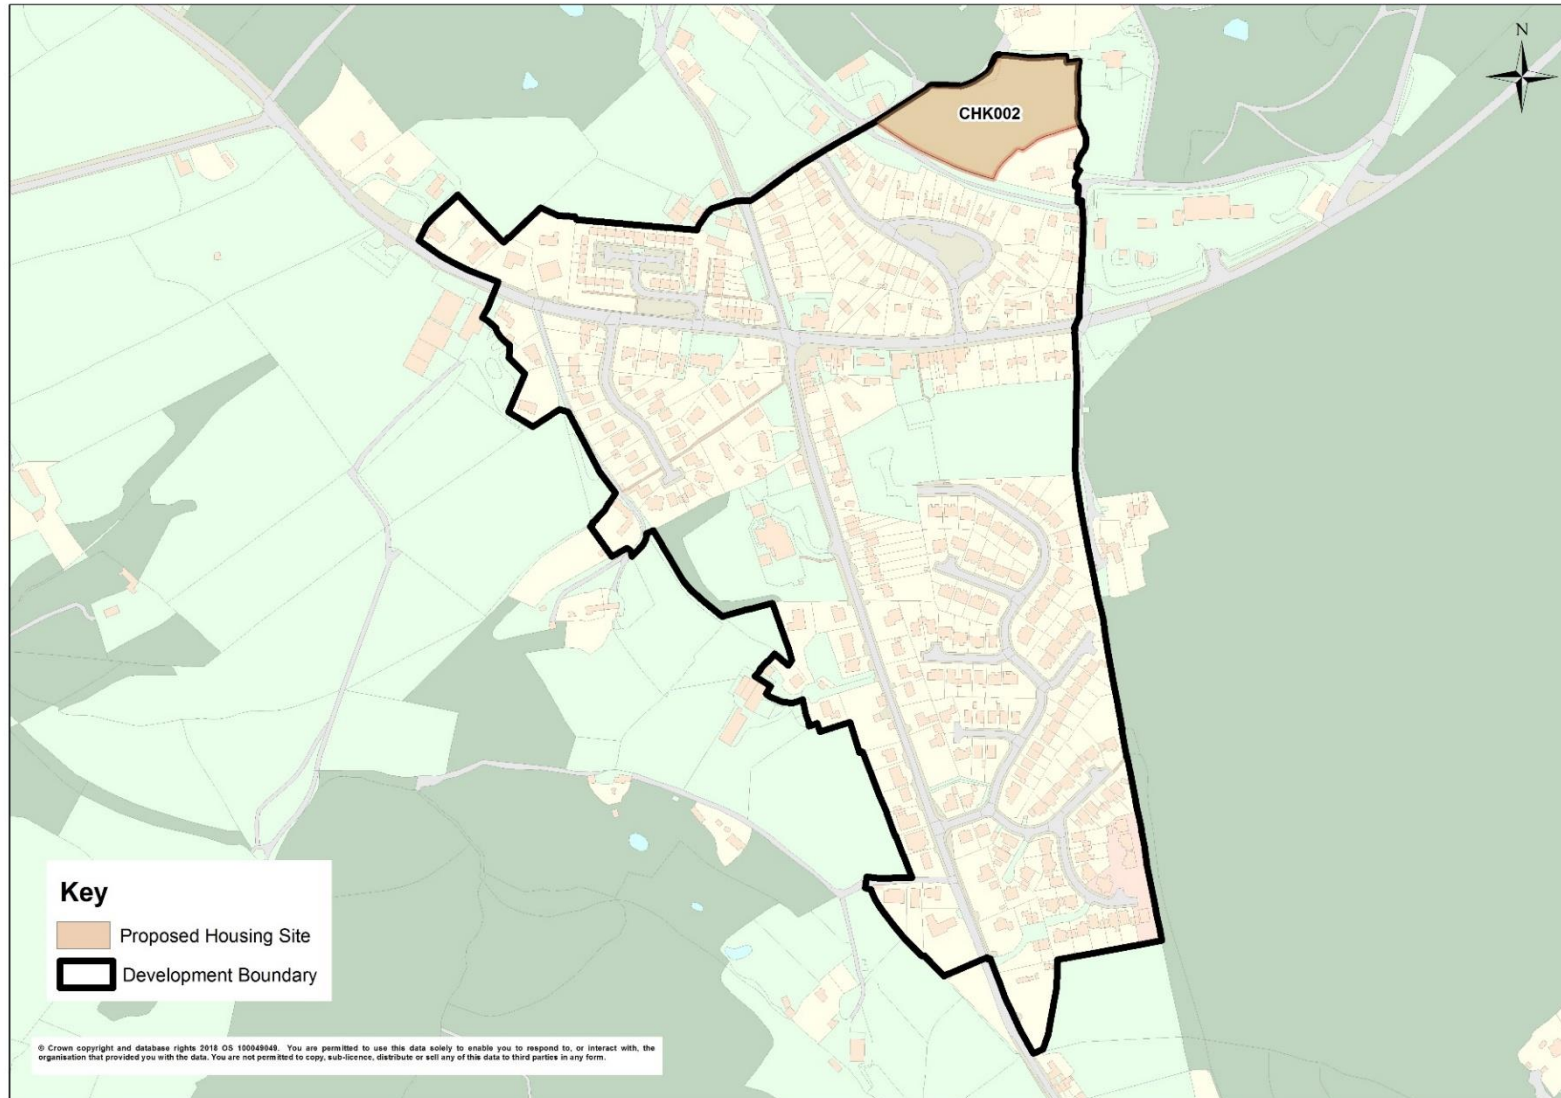 N
CHK002
Key
Proposed Housing Site
Development Boundary
© Crown copyright and database rights 2018 OS 100049049. You are permitted to use this data solely to enable you to respond to, or interact with, the
organisation that provided you with the data. You are not permitted to copy, sub-licence, distribute or sell any of this data to third parties in any form.